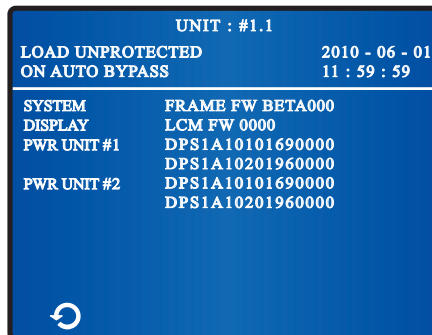 UNIT : #1.1
LOAD UNPROTECTED 2010 - 06 - 01
ON AUTO BYPASS 11 : 59 : 59
SYSTEM FRAME FW BETA000
DISPLAY LCM FW 0000
PWR UNIT #1 DPS1A10101690000
DPS1A10201960000
PWR UNIT #2 DPS1A10101690000
DPS1A10201960000